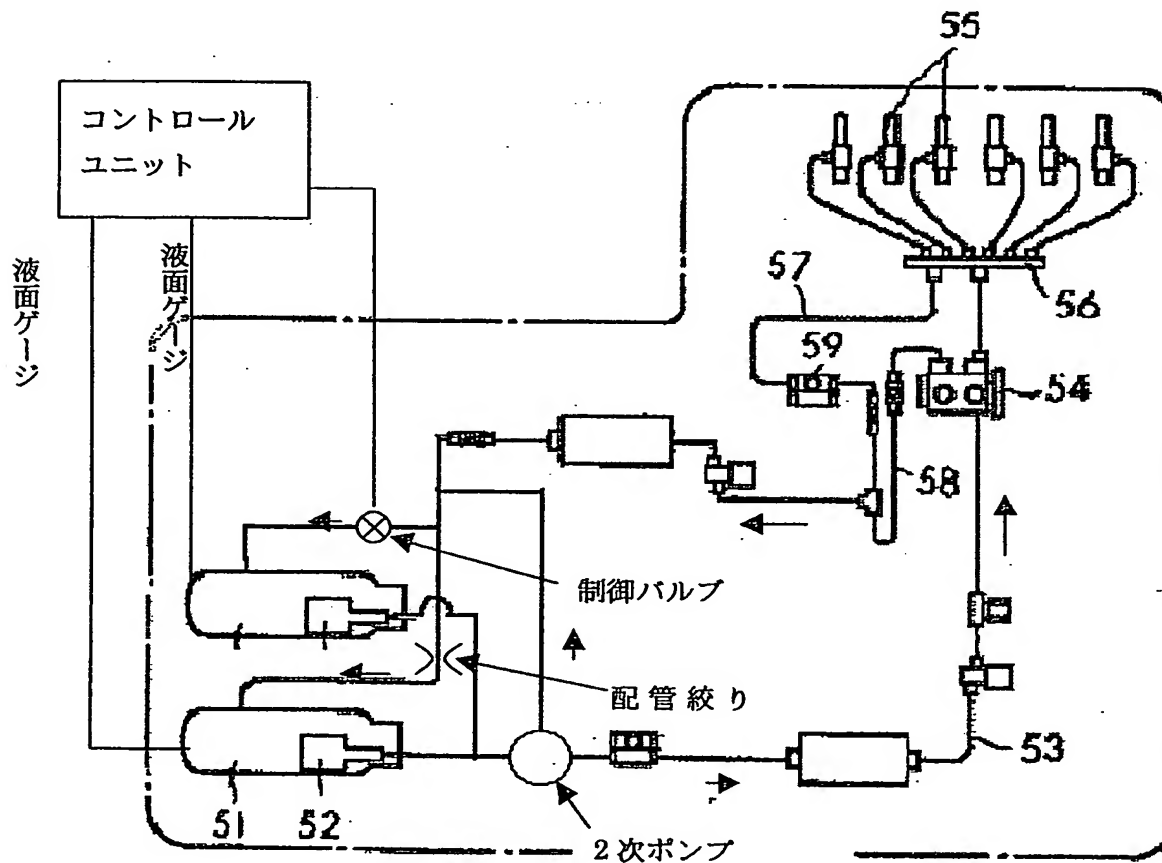 55
コントロール
ユニット
液面ゲージ
液面ゲージ
57
56
59
54
58
制御バルブ
配管絞り
53
51
52
2次ポンプ